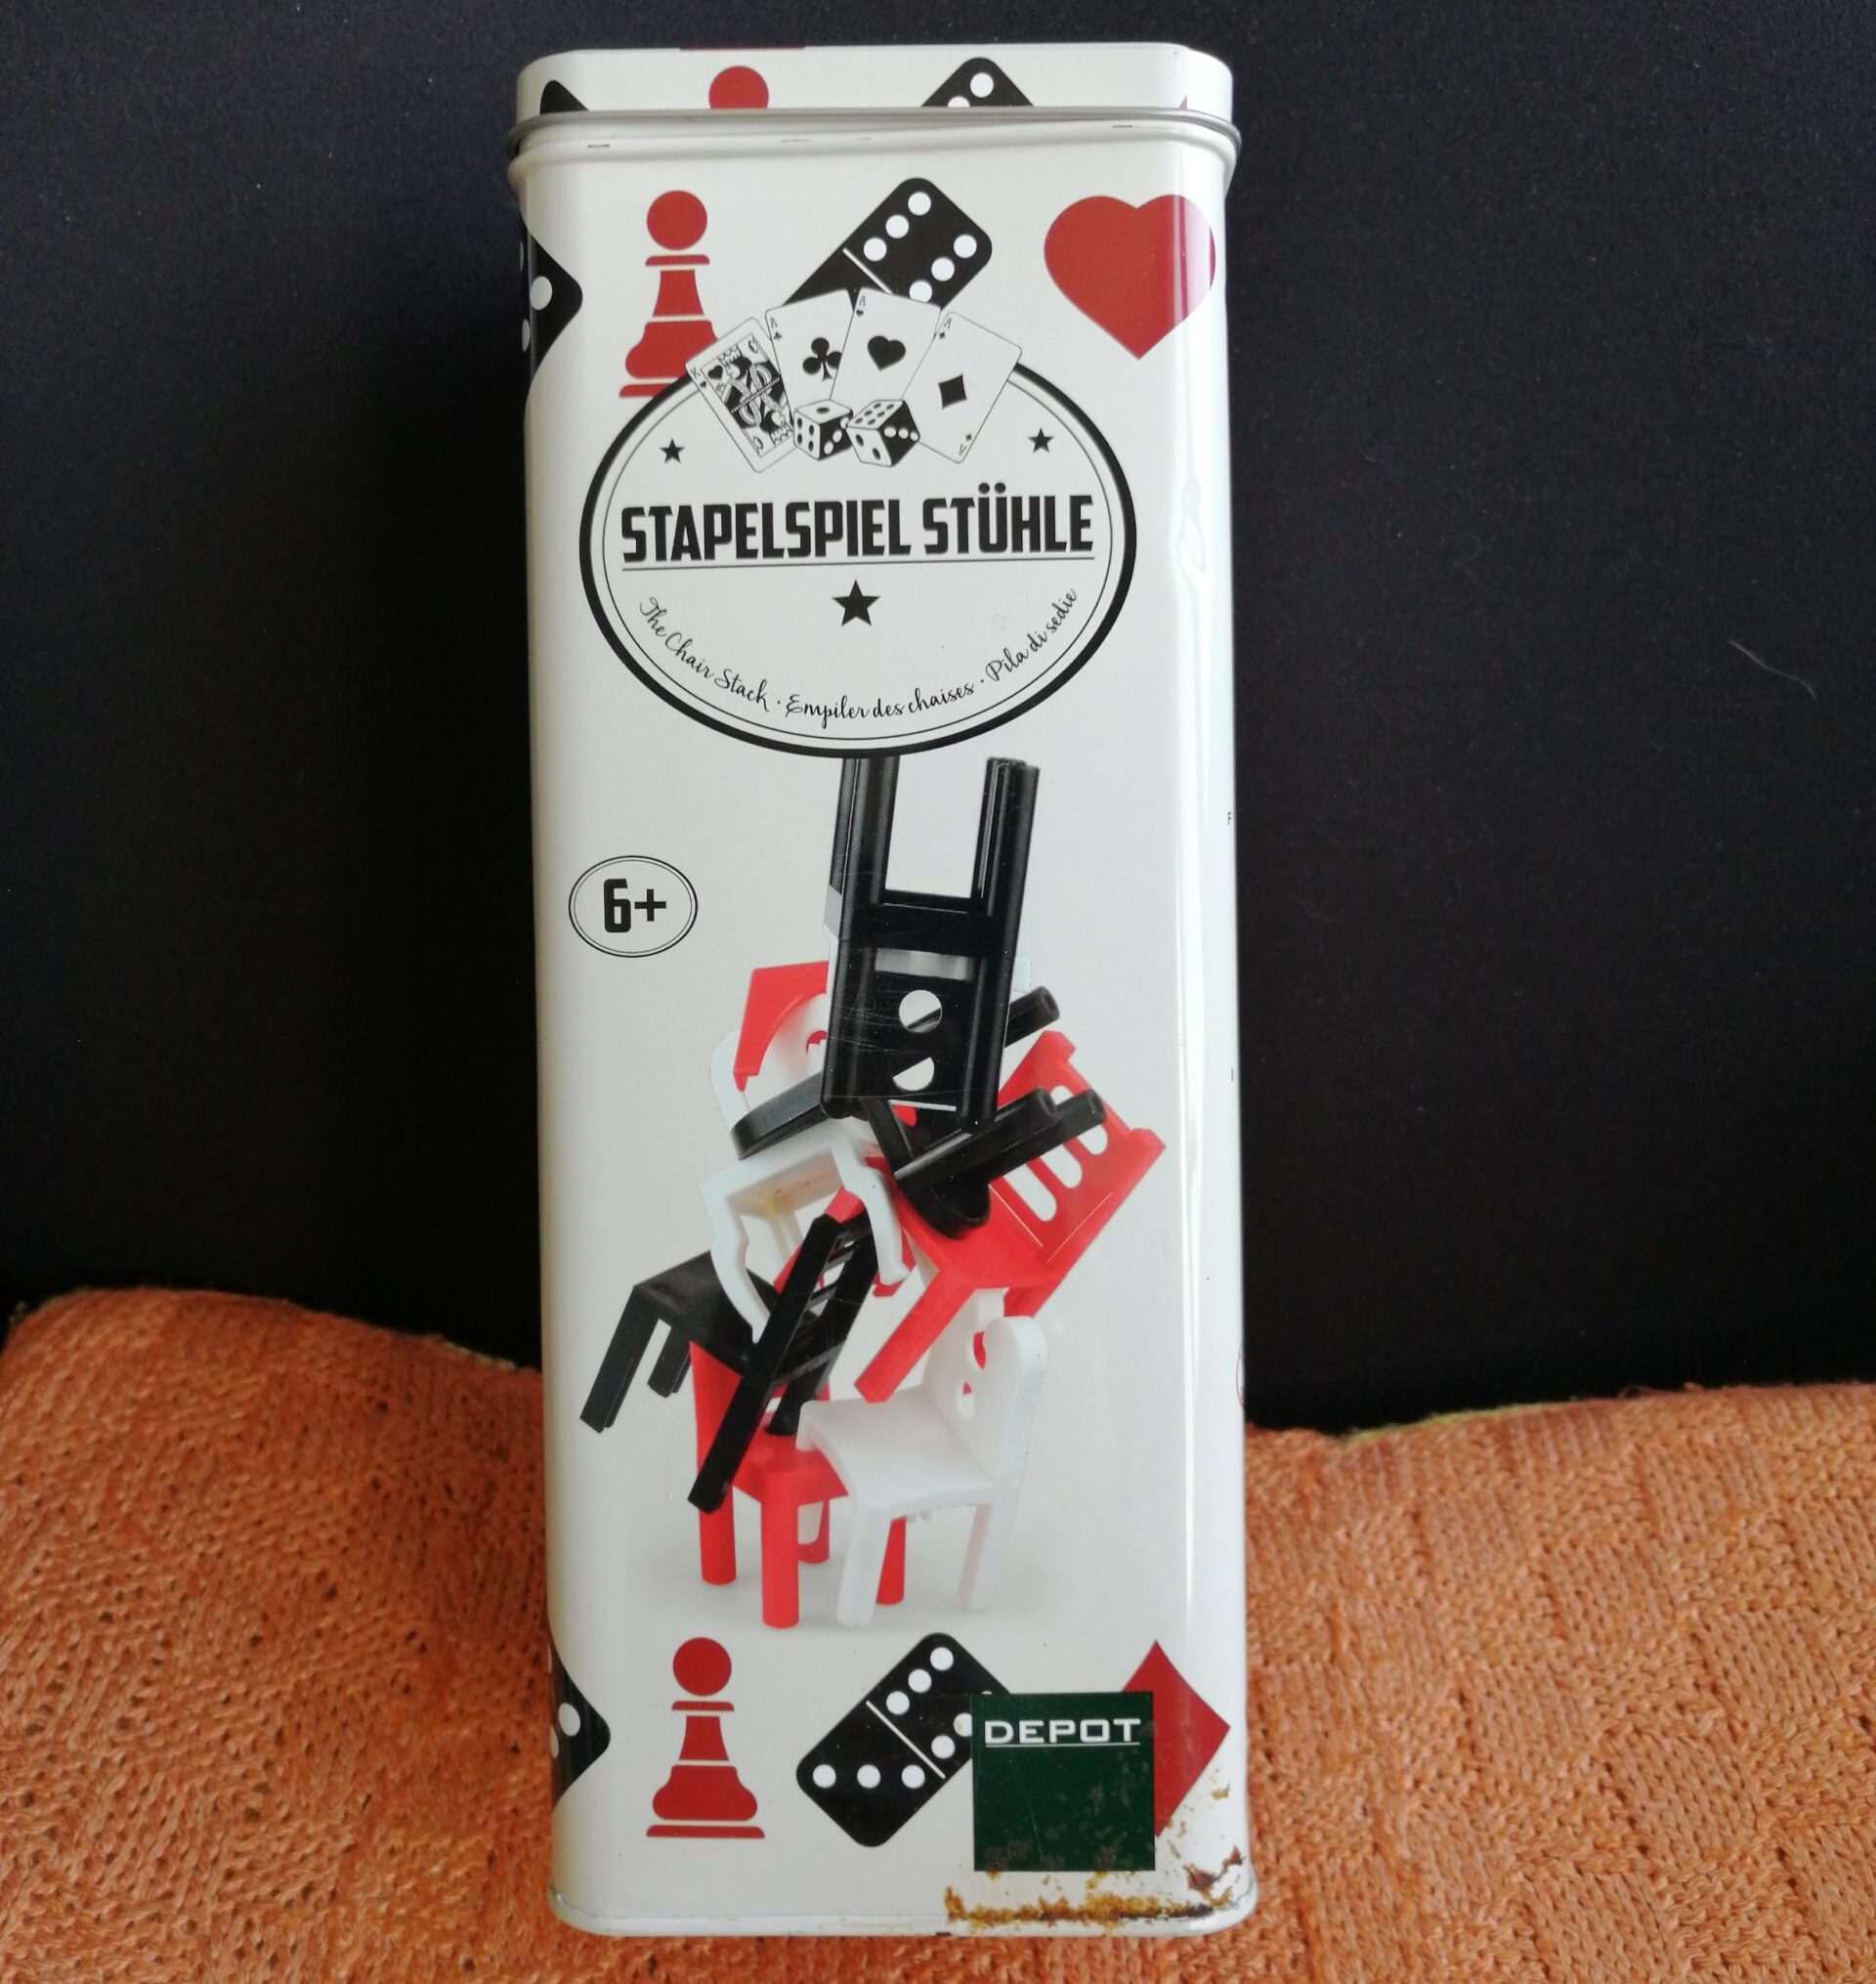 STAPELSPIEL STÜHLE
The Chair Stack · Empiler des chaises · Pila di sedie
6+
DEPOT